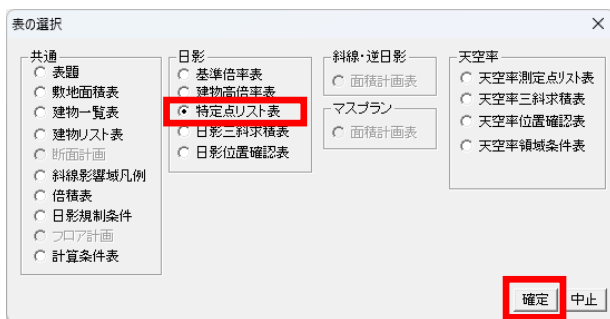 表の選択
共通
表題
敷地面積表
建物一覧表
建物リスト表
断面計画
斜線影響域凡例
倍積表
日影規制条件
フロア計画
計算条件表
日影
基準倍率表
建物高倍率表
特定点リスト表
日影三斜求積表
日影位置確認表
斜線・逆日影
面積計画表
マスプラン
面積計画表
天空率
天空率測定点リスト表
天空率三斜求積表
天空率位置確認表
天空率領域条件表
確定
中止